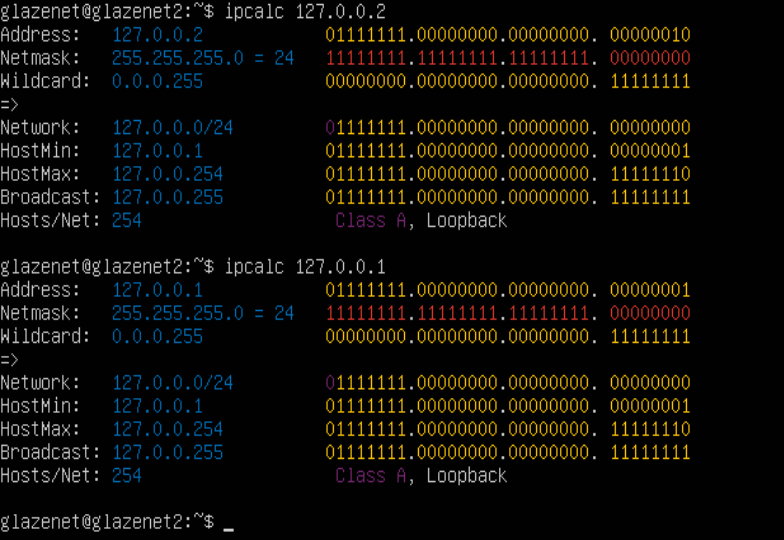 glazenet@glazenet2:~$ ipcalc 127.0.0.2
Address:   127.0.0.2            01111111.00000000.00000000. 00000010
Netmask:   255.255.255.0 = 24   11111111.11111111.11111111. 00000000
Wildcard:  0.0.0.255            00000000.00000000.00000000. 11111111
=>
Network:   127.0.0.0/24         01111111.00000000.00000000. 00000000
HostMin:   127.0.0.1            01111111.00000000.00000000. 00000001
HostMax:   127.0.0.254          01111111.00000000.00000000. 11111110
Broadcast: 127.0.0.255          01111111.00000000.00000000. 11111111
Hosts/Net: 254                   Class A, Loopback
glazenet@glazenet2:~$ ipcalc 127.0.0.1
Address:   127.0.0.1            01111111.00000000.00000000. 00000001
Netmask:   255.255.255.0 = 24   11111111.11111111.11111111. 00000000
Wildcard:  0.0.0.255            00000000.00000000.00000000. 11111111
=>
Network:   127.0.0.0/24         01111111.00000000.00000000. 00000000
HostMin:   127.0.0.1            01111111.00000000.00000000. 00000001
HostMax:   127.0.0.254          01111111.00000000.00000000. 11111110
Broadcast: 127.0.0.255          01111111.00000000.00000000. 11111111
Hosts/Net: 254                   Class A, Loopback
glazenet@glazenet2:~$ _